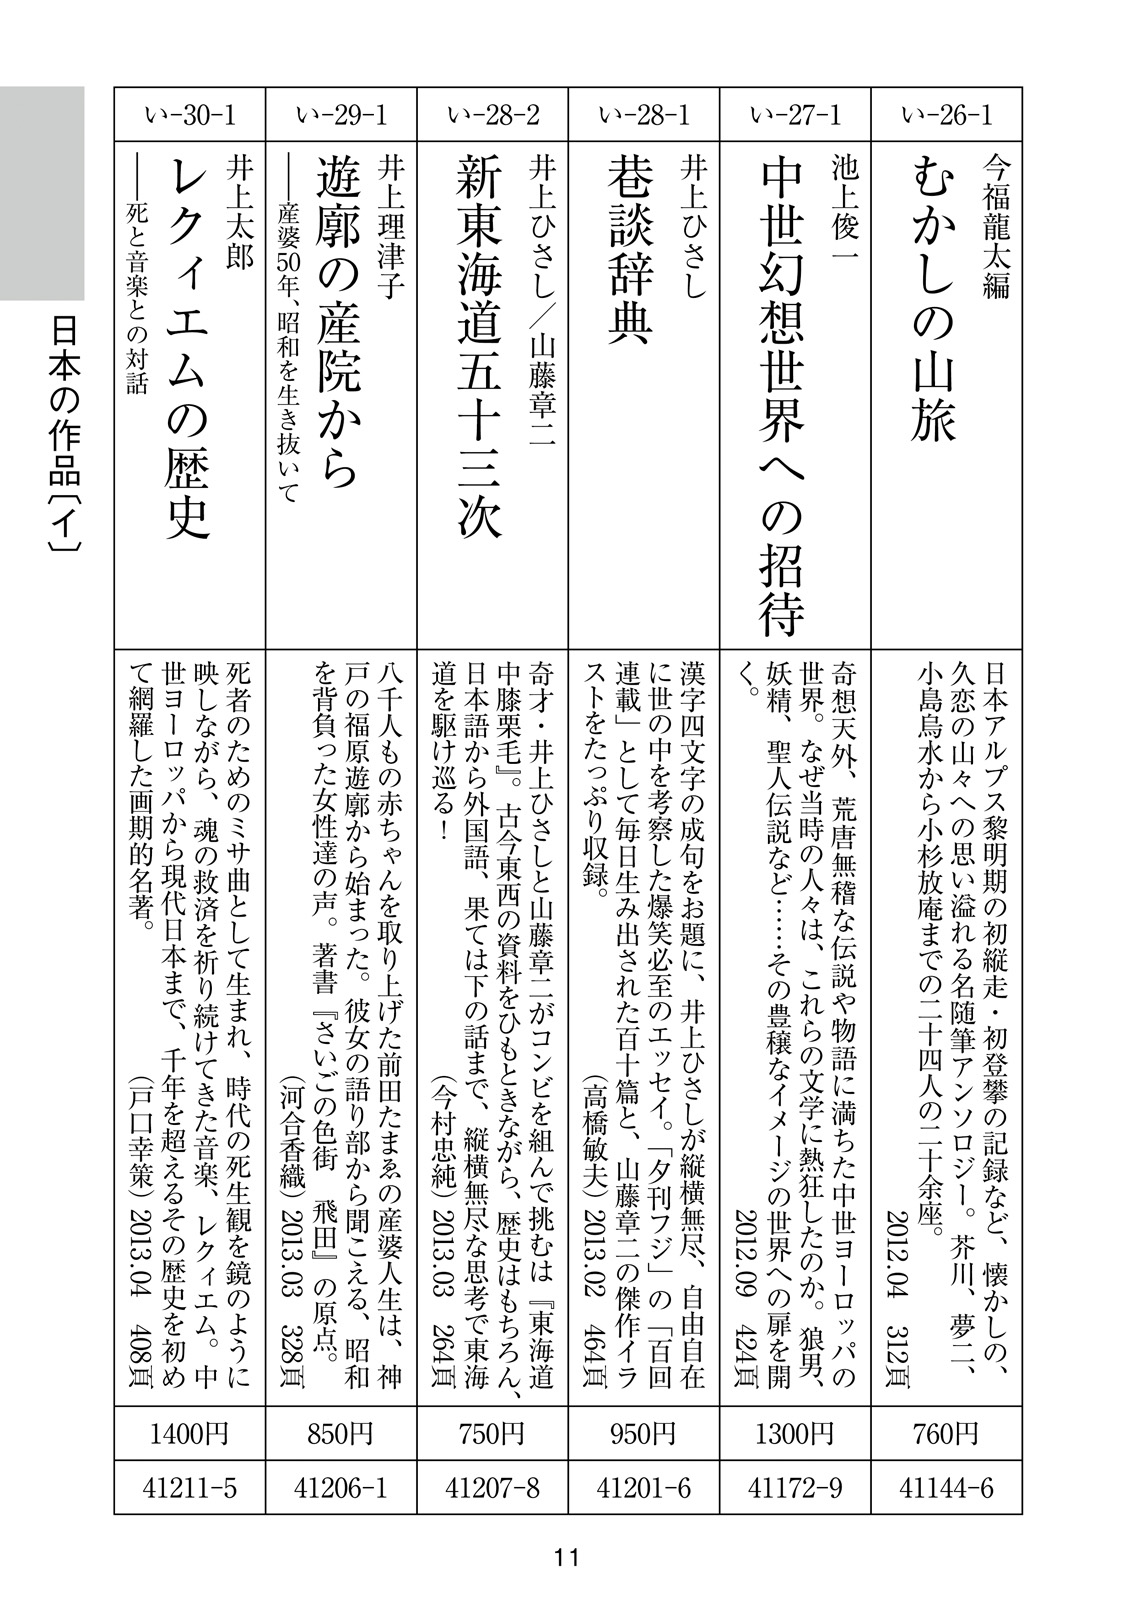 日本の作品〔イ〕
い-26-1
今福龍太編
むかしの山旅
日本アルプス黎明期の初縦走・初登攀の記録など、懐かしの、
久恋の山々への思い溢れる名随筆アンソロジー。芥川、夢二、
小島烏水から小杉放庵までの二十四人の二十余座。
2012.04 312頁
760円
41144-6
い-27-1
池上俊一
中世幻想世界への招待
奇想天外、荒唐無稽な伝説や物語に満ちた中世ヨーロッパの
世界。なぜ当時の人々は、これらの文学に熱狂したのか。狼男、
妖精、聖人伝説など……その豊穣なイメージの世界への扉を開
く。
2012.09 424頁
1300円
41172-9
い-28-1
井上ひさし
巷談辞典
漢字四文字の成句をお題に、井上ひさしが縦横無尽、自由自在
に世の中を考察した爆笑必至のエッセイ。「夕刊フジ」の「百回
連載」として毎日生み出された百十篇と、山藤章二の傑作イラ
ストをたっぷり収録。
(高橋敏夫) 2013.02 464頁
950円
41201-6
い-28-2
井上ひさし／山藤章二
新東海道五十三次
奇才・井上ひさしと山藤章二がコンビを組んで挑むは『東海道
中膝栗毛』。古今東西の資料をひもときながら、歴史はもちろん、
日本語から外国語、果ては下の話まで、縦横無尽な思考で東海
道を駆け巡る！
(今村忠純) 2013.03 264頁
750円
41207-8
い-29-1
井上理津子
遊廓の産院から
──産婆50年、昭和を生き抜いて
八千人もの赤ちゃんを取り上げた前田たまゑの産婆人生は、神
戸の福原遊廓から始まった。彼女の語り部から聞こえる、昭和
を背負った女性達の声。著書『さいごの色街　飛田』の原点。
(河合香織) 2013.03 328頁
850円
41206-1
い-30-1
井上太郎
レクィエムの歴史
──死と音楽との対話
死者のためのミサ曲として生まれ、時代の死生観を鏡のように
映しながら、魂の救済を祈り続けてきた音楽、レクィエム。中
世ヨーロッパから現代日本まで、千年を超えるその歴史を初め
て網羅した画期的名著。
(戸口幸策) 2013.04 408頁
1400円
41211-5
11